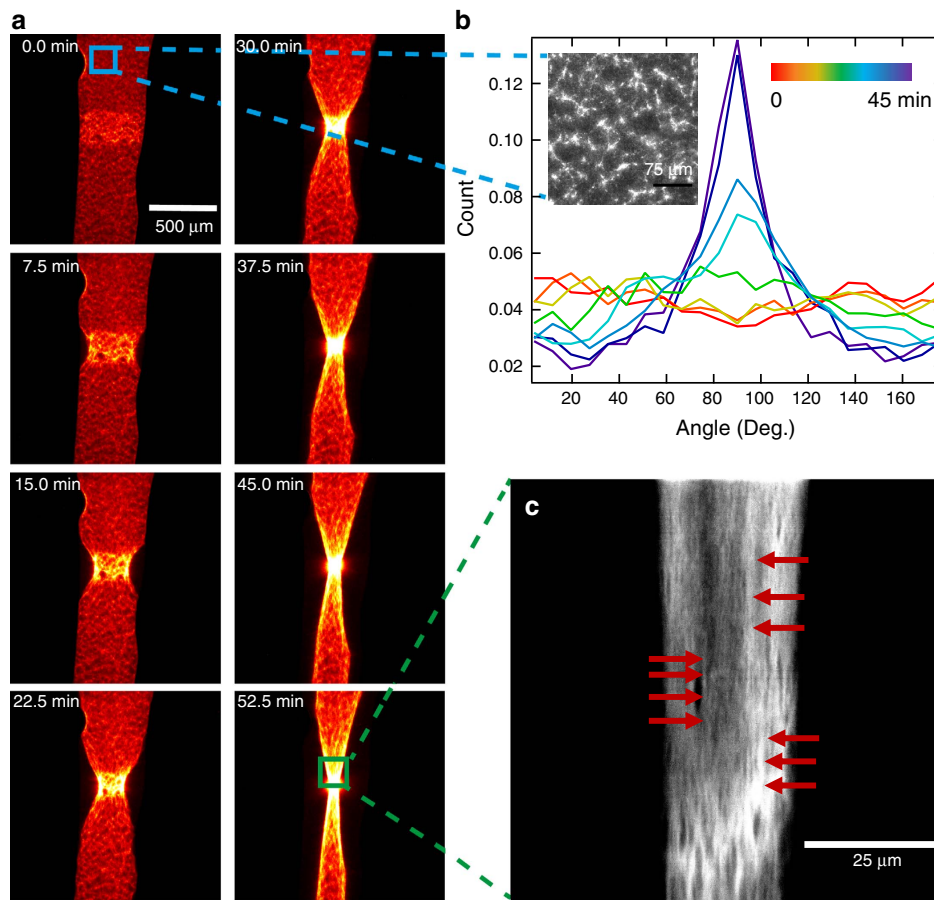 a
0.0 min
500 μm
30.0 min
7.5 min
37.5 min
15.0 min
45.0 min
22.5 min
52.5 min
b
75 μm
0 45 min
0.12
0.10
0.08
0.06
0.04
0.02
Count
20 40 60 80 100 120 140 160
Angle (Deg.)
c
25 μm